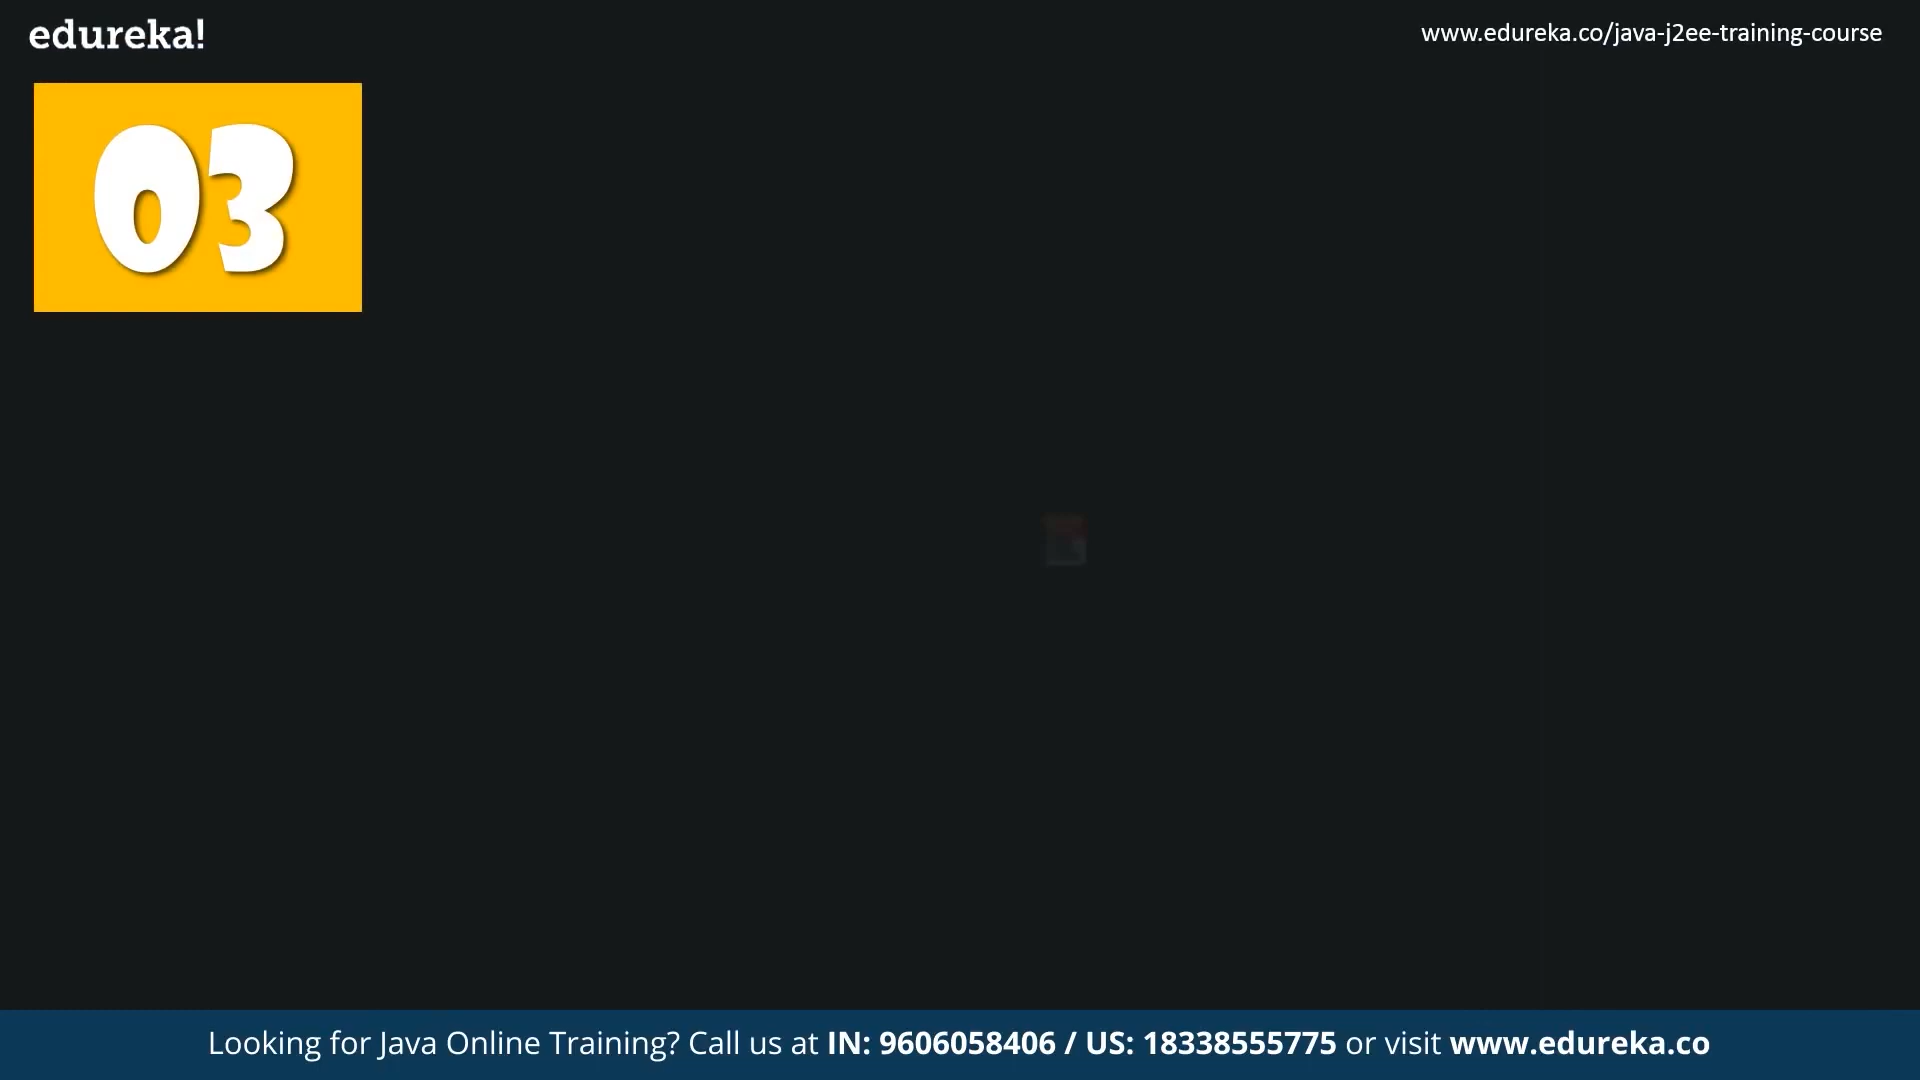 edureka!
www.edureka.co/java-j2ee-training-course
03
Looking for Java Online Training? Call us at IN: 9606058406 / US: 18338555775 or visit www.edureka.co